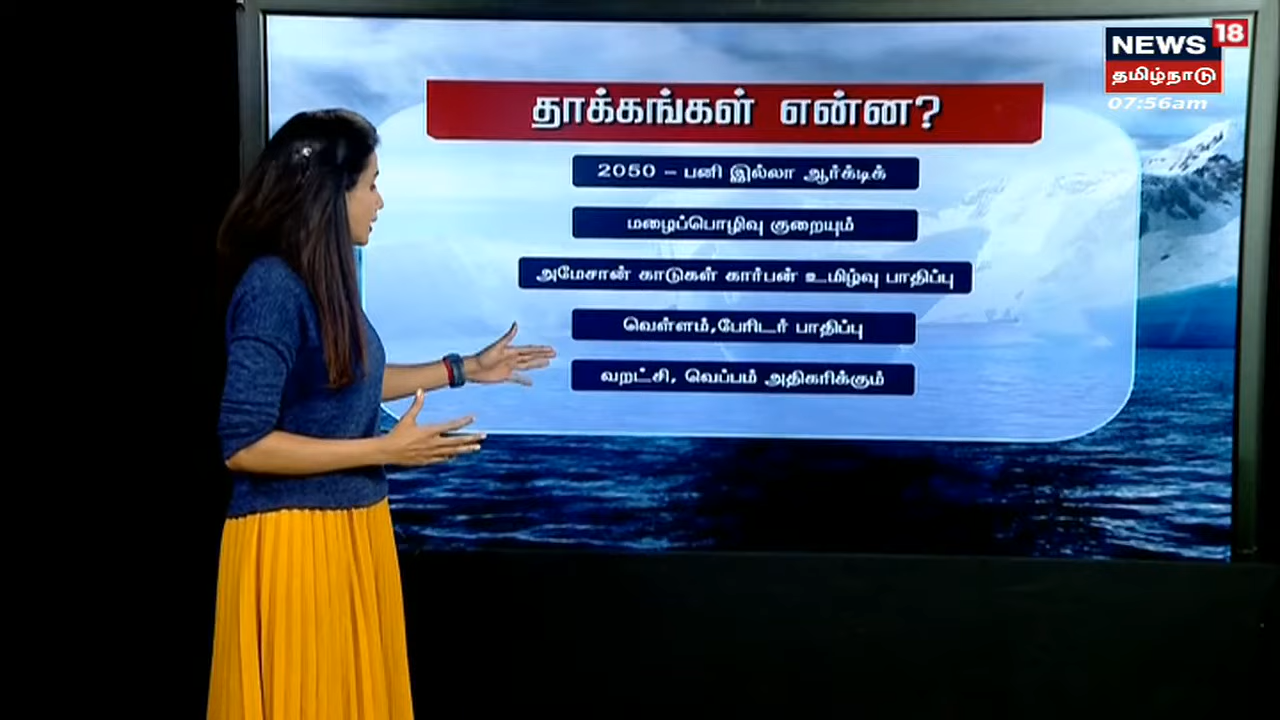 NEWS 18
தமிழ்நாடு
07:56am
தாக்கங்கள் என்ன?
2050 – பனி இல்லா ஆர்க்டிக்
மழைப்பொழிவு குறையும்
அமேசான் காடுகள் கார்பன் உமிழ்வு பாதிப்பு
வெள்ளம்,பேரிடர் பாதிப்பு
வறட்சி, வெப்பம் அதிகரிக்கும்